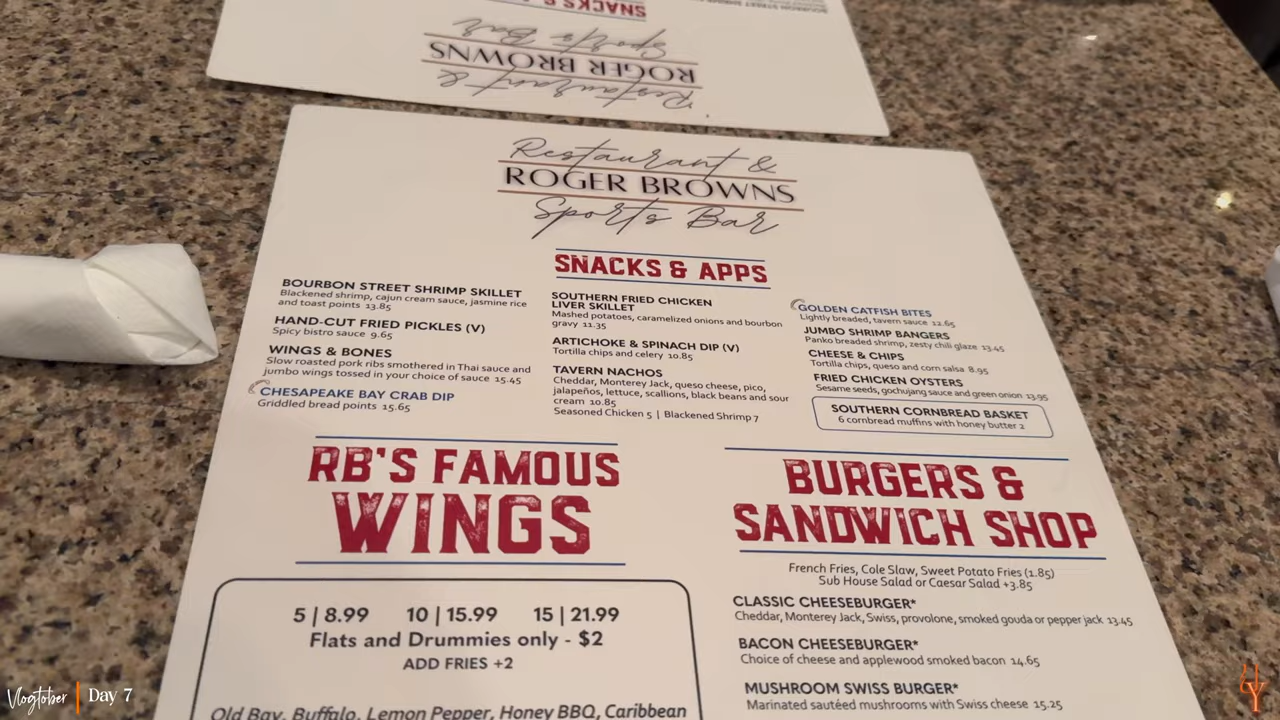 SNACKS &
Restaurant &
ROGER BROWNS
Sports Bar
Restaurant &
ROGER BROWNS
Sports Bar
SNACKS & APPS
BOURBON STREET SHRIMP SKILLET
Blackened shrimp, cajun cream sauce, jasmine rice
and toast points 13.85
HAND-CUT FRIED PICKLES (V)
Spicy bistro sauce 9.65
WINGS & BONES
Slow roasted pork ribs smothered in Thai sauce and
jumbo wings tossed in your choice of sauce 15.45
CHESAPEAKE BAY CRAB DIP
Griddled bread points 15.65
SOUTHERN FRIED CHICKEN
LIVER SKILLET
Mashed potatoes, caramelized onions and bourbon
gravy 11.35
ARTICHOKE & SPINACH DIP (V)
Tortilla chips and celery 10.85
TAVERN NACHOS
Cheddar, Monterey Jack, queso cheese, pico,
jalapeños, lettuce, scallions, black beans and sour
cream 10.85
Seasoned Chicken 5 | Blackened Shrimp 7
GOLDEN CATFISH BITES
Lightly breaded, tavern sauce 12.65
JUMBO SHRIMP BANGERS
Panko breaded shrimp, zesty chili glaze 13.45
CHEESE & CHIPS
Tortilla chips, queso and corn salsa 8.95
FRIED CHICKEN OYSTERS
Sesame seeds, gochujang sauce and green onion 13.95
SOUTHERN CORNBREAD BASKET
6 cornbread muffins with honey butter 2
RB'S FAMOUS
WINGS
5 | 8.99 10 | 15.99 15 | 21.99
Flats and Drummies only - $2
ADD FRIES +2
Old Bay, Buffalo, Lemon Pepper, Honey BBQ, Caribbean
BURGERS &
SANDWICH SHOP
French Fries, Cole Slaw, Sweet Potato Fries (1.85)
Sub House Salad or Caesar Salad +3.85
CLASSIC CHEESEBURGER*
Cheddar, Monterey Jack, Swiss, provolone, smoked gouda or pepper jack 13.45
BACON CHEESEBURGER*
Choice of cheese and applewood smoked bacon 14.65
MUSHROOM SWISS BURGER*
Marinated sautéed mushrooms with Swiss cheese 15.25
Vlogtober | Day 7